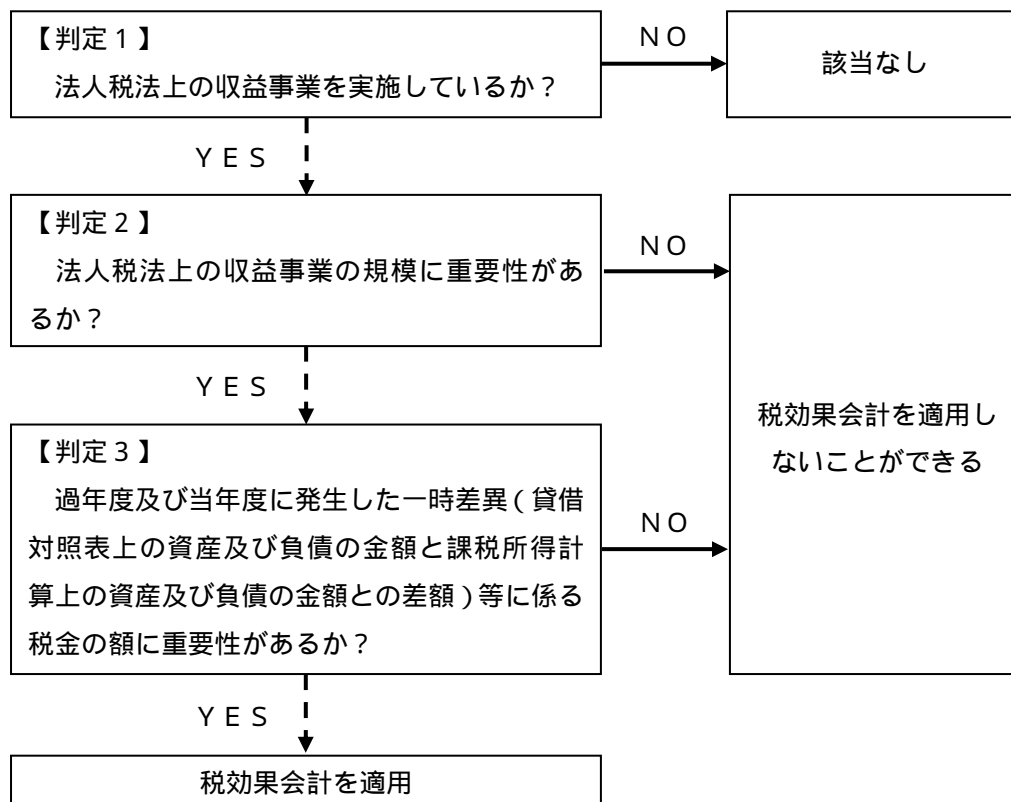 【判定１】
法人税法上の収益事業を実施しているか？
ＮＯ
該当なし
ＹＥＳ
【判定２】
法人税法上の収益事業の規模に重要性があ
るか？
ＮＯ
税効果会計を適用し
ないことができる
ＹＥＳ
【判定３】
過年度及び当年度に発生した一時差異（貸借
対照表上の資産及び負債の金額と課税所得計
算上の資産及び負債の金額との差額）等に係る
税金の額に重要性があるか？
ＮＯ
ＹＥＳ
税効果会計を適用